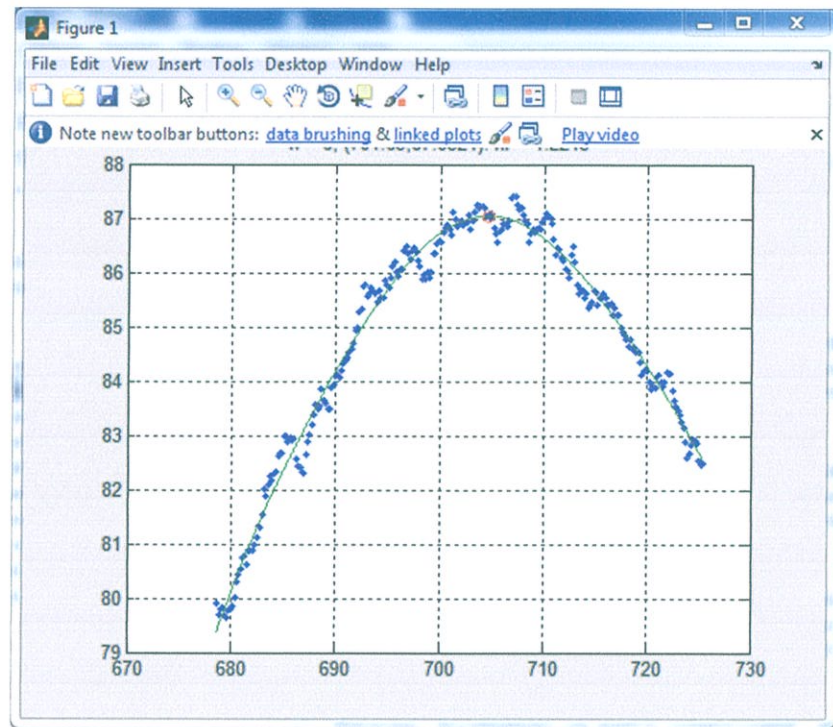 Figure 1
File Edit View Insert Tools Desktop Window Help
Note new toolbar buttons: data brushing & linked plots Play video
88
87
86
85
84
83
82
81
80
79
670 680 690 700 710 720 730